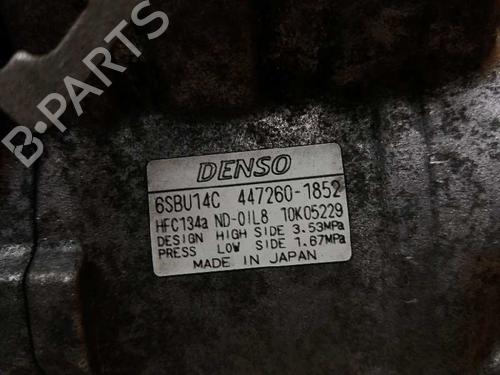 B-PARTS
DENSO
6SBU14C 447260-1852
HFC134a ND-OIL8 10K05229
DESIGN HIGH SIDE 3.53MPa
PRESS LOW SIDE 1.67MPa
MADE IN JAPAN